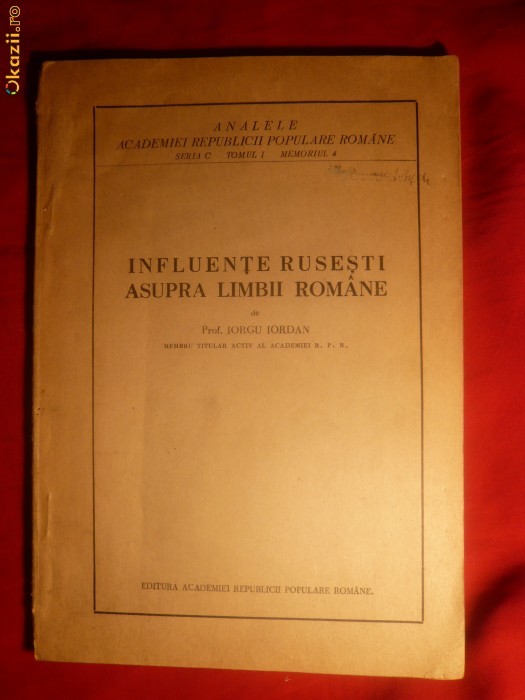 Okazii.ro
ANALELE
ACADEMIEI REPUBLICII POPULARE ROMÂNE
SERIA C TOMUL I MEMORIUL 4
INFLUENȚE RUSEȘTI
ASUPRA LIMBII ROMÂNE
de
Prof. IORGU IORDAN
MEMBRU TITULAR ACTIV AL ACADEMIEI R. P. R.
EDITURA ACADEMIEI REPUBLICII POPULARE ROMÂNE.